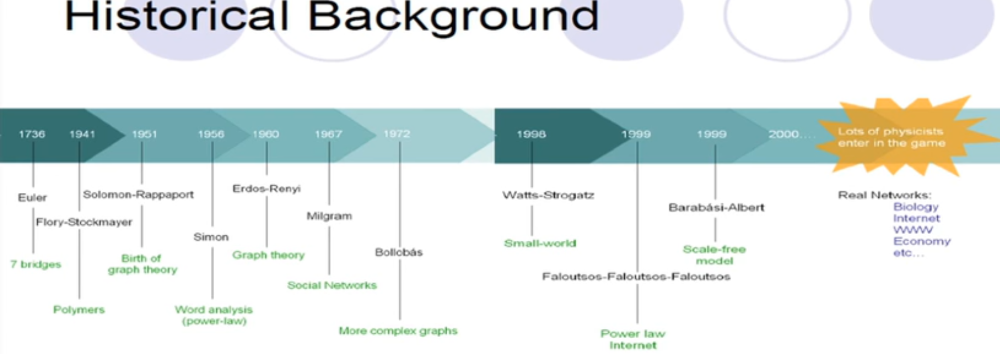 Historical Background
1736 1941 1951 1956 1960 1967 1972 1998 1999 1999 2000....
Lots of physicists
enter in the game
Euler
7 bridges
Flory-Stockmayer
Polymers
Solomon-Rappaport
Birth of
graph theory
Simon
Word analysis
(power-law)
Erdos-Renyi
Graph theory
Milgram
Social Networks
Bollobás
More complex graphs
Watts-Strogatz
Small-world
Faloutsos-Faloutsos-Faloutsos
Power law
Internet
Barabási-Albert
Scale-free
model
Real Networks:
Biology
Internet
WWW
Economy
etc...